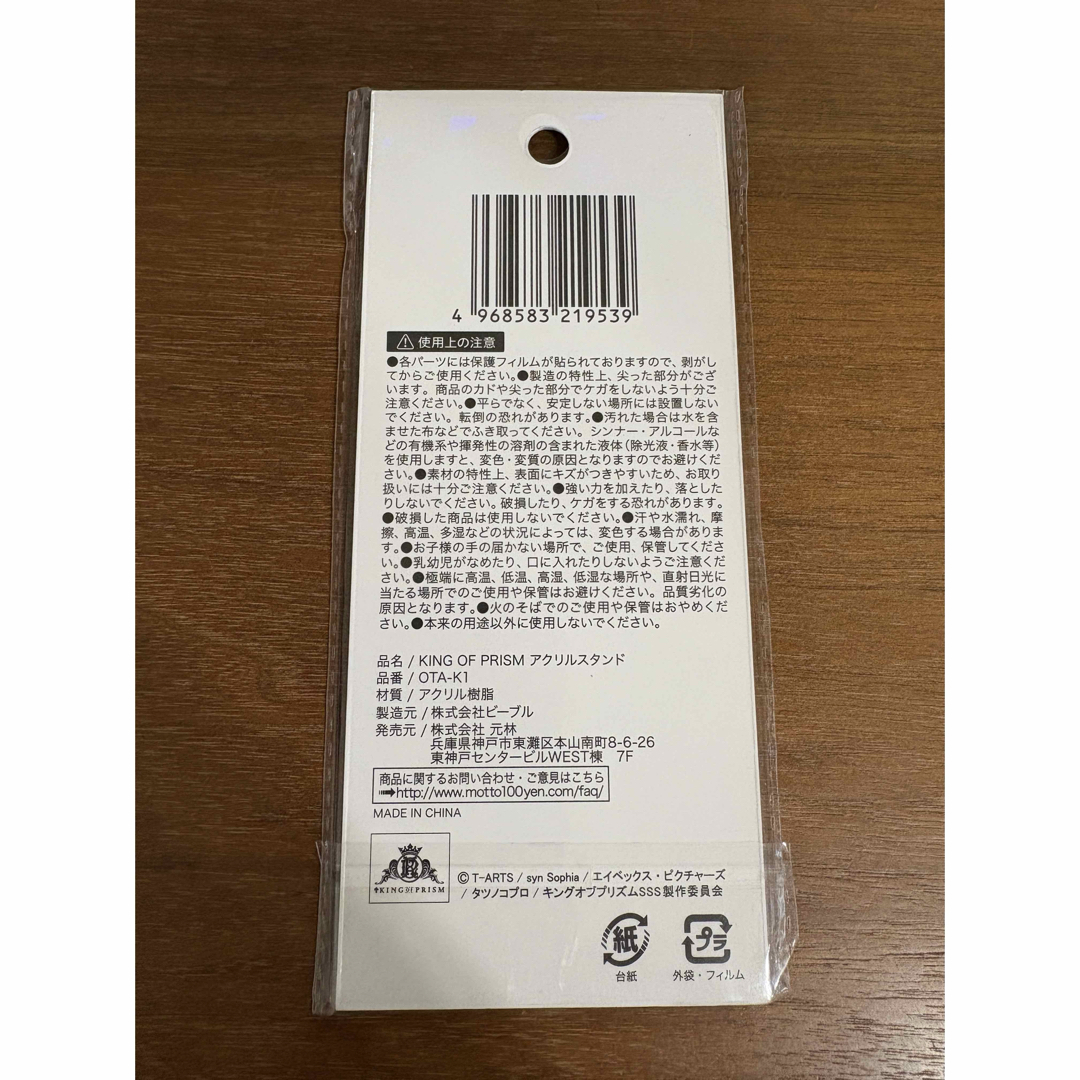 4 968583 219539
使用上の注意
●各パーツには保護フィルムが貼られておりますので、剥がし
てからご使用ください。●製造の特性上、尖った部分がござ
います。商品のカドや尖った部分でケガをしないよう十分ご
注意ください。●平らでなく、安定しない場所には設置しない
でください。転倒の恐れがあります。●汚れた場合は水を含
ませた布などでふき取ってください。シンナー・アルコールな
どの有機系や揮発性の溶剤の含まれた液体（除光液・香水等）
を使用しますと、変色・変質の原因となりますのでお避けくだ
さい。●素材の特性上、表面にキズがつきやすいため、お取り
扱いには十分ご注意ください。●強い力を加えたり、落とした
りしないでください。破損したり、ケガをする恐れがあります。
●破損した商品は使用しないでください。●汗や水濡れ、摩
擦、高温、多湿などの状況によっては、変色する場合がありま
す。●お子様の手の届かない場所で、ご使用、保管してくださ
い。●乳幼児がなめたり、口に入れたりしないようご注意くだ
さい。●極端に高温、低温、高湿、低湿な場所や、直射日光に
当たる場所でのご使用や保管はお避けください。品質劣化の
原因となります。●火のそばでのご使用や保管はおやめくだ
さい。●本来の用途以外に使用しないでください。
品名 / KING OF PRISM アクリルスタンド
品番 / OTA-K1
材質 / アクリル樹脂
製造元 / 株式会社ビーブル
発売元 / 株式会社 元林
兵庫県神戸市東灘区本山南町8-6-26
東神戸センタービルWEST棟 7F
商品に関するお問い合わせ・ご意見はこちら
➡http://www.motto100yen.com/faq/
MADE IN CHINA
KING OF PRISM
© T-ARTS / syn Sophia / エイベックス・ピクチャーズ
/ タツノコプロ / キングオブプリズムSSS製作委員会
紙
プラ
台紙
外袋・フィルム